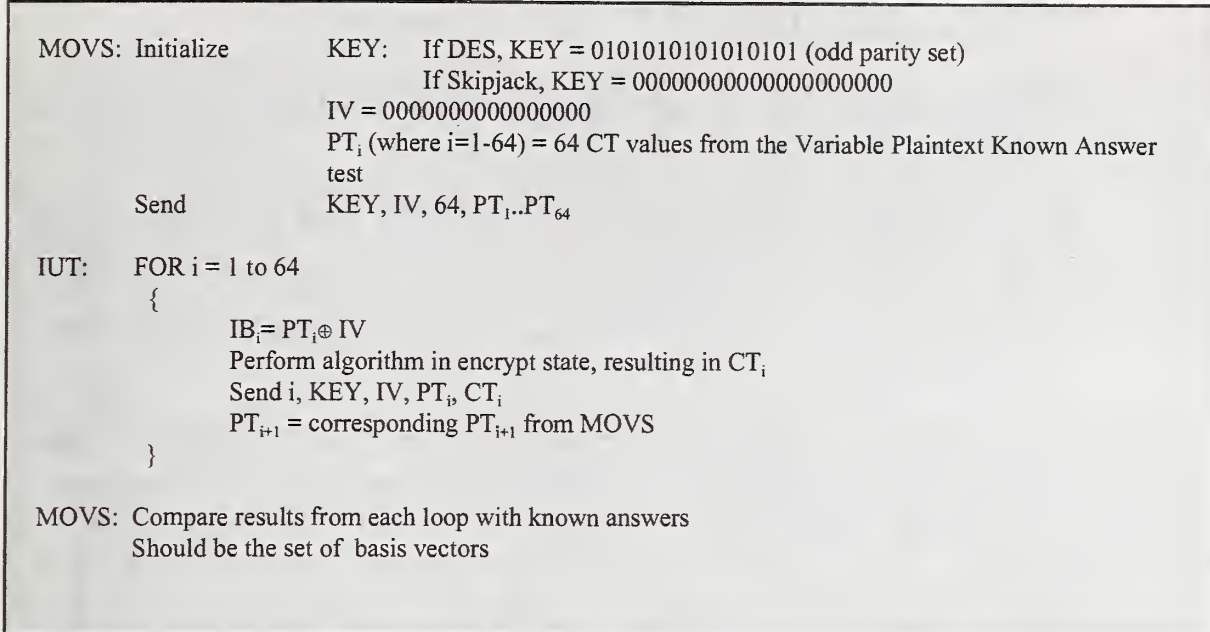 MOVS: Initialize KEY: If DES, KEY = 0101010101010101 (odd parity set)
If Skipjack, KEY = 00000000000000000000
IV = 0000000000000000
PTᵢ (where i=1-64) = 64 CT values from the Variable Plaintext Known Answer
test
Send KEY, IV, 64, PT₁..PT₆₄
IUT: FOR i = 1 to 64
{
IBᵢ= PTᵢ⊕ IV
Perform algorithm in encrypt state, resulting in CTᵢ
Send i, KEY, IV, PTᵢ, CTᵢ
PTᵢ₊₁ = corresponding PTᵢ₊₁ from MOVS
}
MOVS: Compare results from each loop with known answers
Should be the set of basis vectors